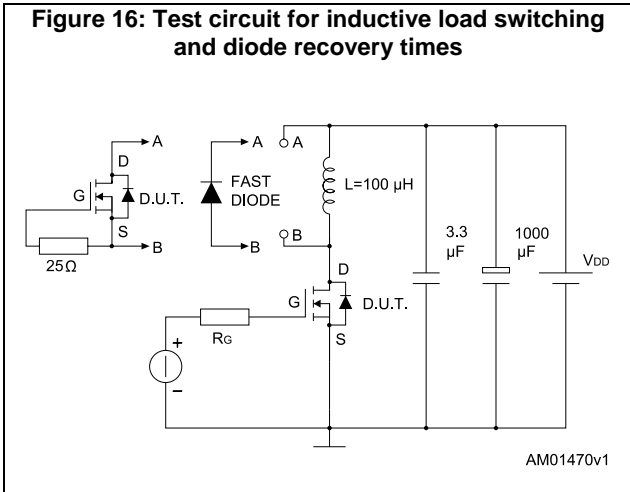 Figure 16: Test circuit for inductive load switching
and diode recovery times
A
D
G
D.U.T.
S
B
25Ω
A
FAST
DIODE
B
A
B
L=100 µH
D
G
D.U.T.
S
RG
+
–
3.3
µF
1000
µF
VDD
AM01470v1